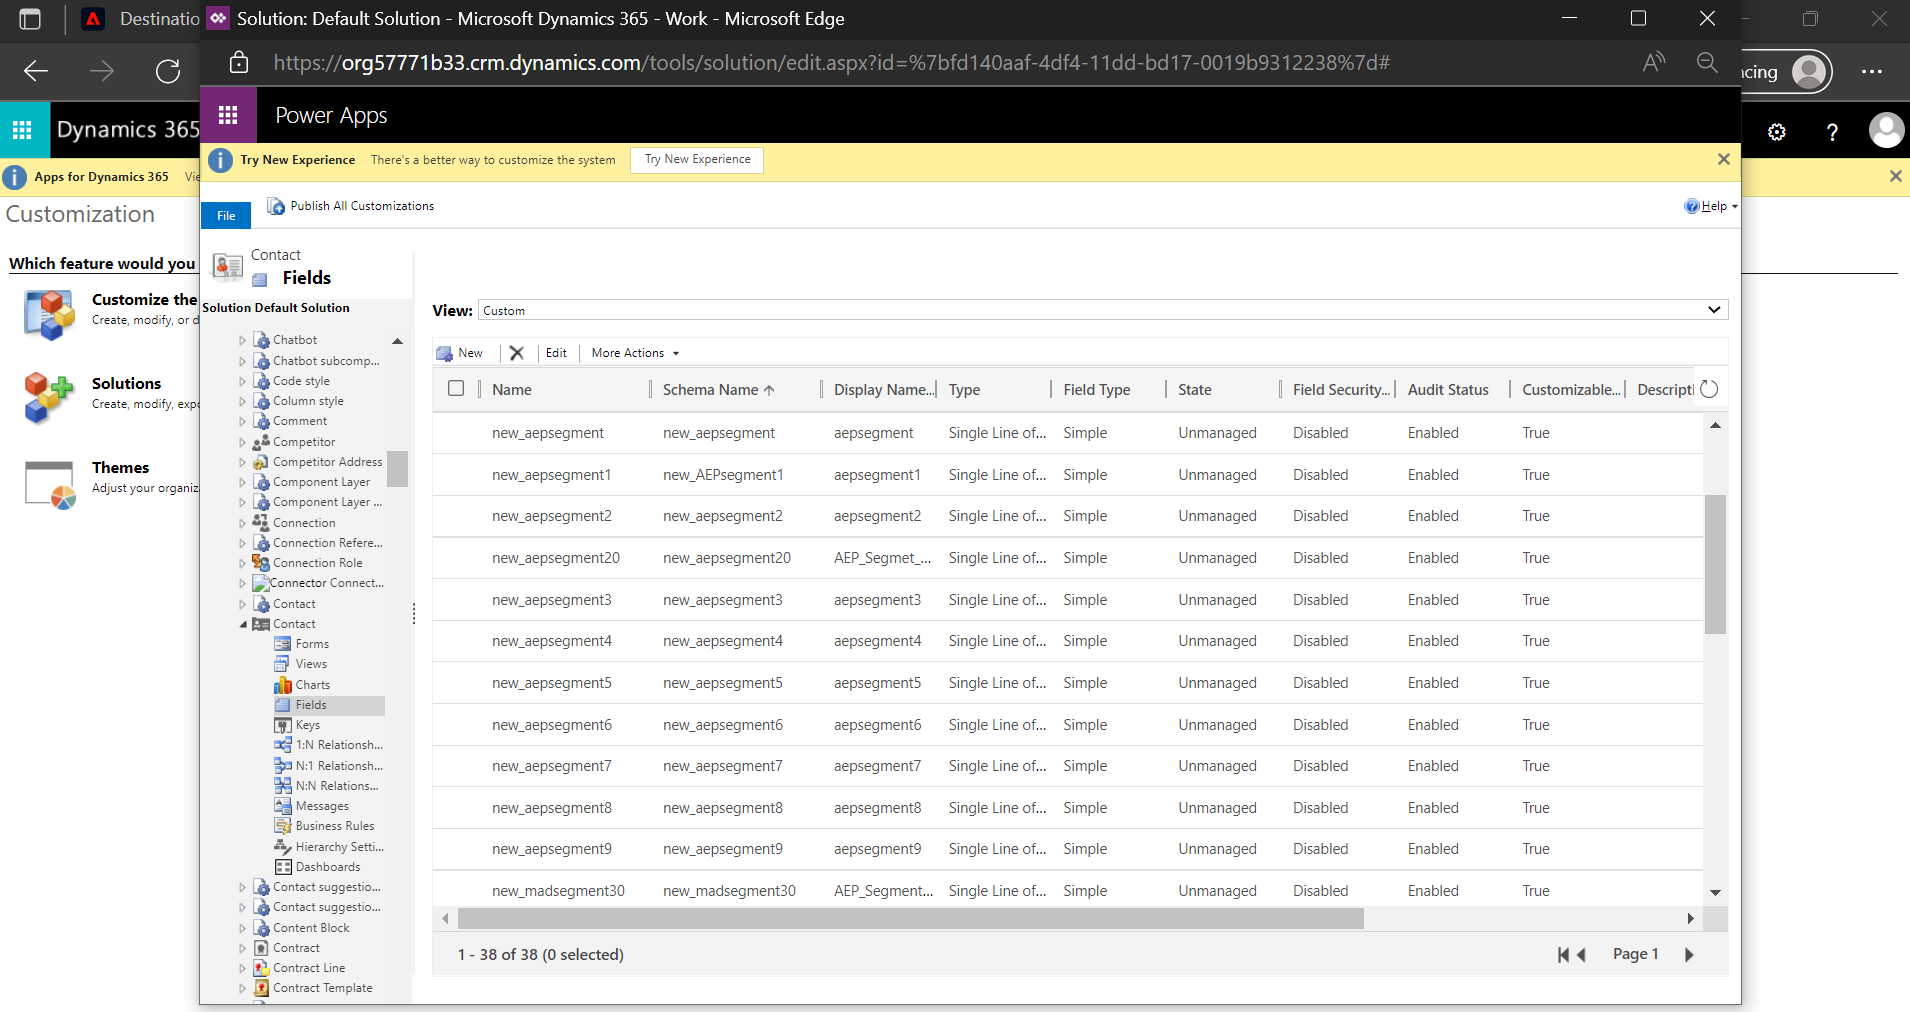 Destinatio
Solution: Default Solution - Microsoft Dynamics 365 - Work - Microsoft Edge
https://org57771b33.crm.dynamics.com/tools/solution/edit.aspx?id=%7bfd140aaf-4df4-11dd-bd17-0019b9312238%7d#
ncing
Dynamics 365
Power Apps
Try New Experience There's a better way to customize the system Try New Experience
Apps for Dynamics 365 Vie
Customization
File Publish All Customizations Help
Which feature would you
Customize the
Create, modify, or d
Solutions
Create, modify, expo
Themes
Adjust your organiza
Contact
Fields
Solution Default Solution
Chatbot
Chatbot subcomp...
Code style
Column style
Comment
Competitor
Competitor Address
Component Layer
Component Layer ...
Connection
Connection Refere...
Connection Role
Connector Connect...
Contact
Contact
Forms
Views
Charts
Fields
Keys
1:N Relationsh...
N:1 Relationsh...
N:N Relations...
Messages
Business Rules
Hierarchy Setti...
Dashboards
Contact suggestio...
Contact suggestio...
Content Block
Contract
Contract Line
Contract Template
View: Custom
New Edit More Actions
Name Schema Name Display Name... Type Field Type State Field Security... Audit Status Customizable... Descripti
new_aepsegment new_aepsegment aepsegment Single Line of... Simple Unmanaged Disabled Enabled True
new_aepsegment1 new_AEPsegment1 aepsegment1 Single Line of... Simple Unmanaged Disabled Enabled True
new_aepsegment2 new_aepsegment2 aepsegment2 Single Line of... Simple Unmanaged Disabled Enabled True
new_aepsegment20 new_aepsegment20 AEP_Segmet_... Single Line of... Simple Unmanaged Disabled Enabled True
new_aepsegment3 new_aepsegment3 aepsegment3 Single Line of... Simple Unmanaged Disabled Enabled True
new_aepsegment4 new_aepsegment4 aepsegment4 Single Line of... Simple Unmanaged Disabled Enabled True
new_aepsegment5 new_aepsegment5 aepsegment5 Single Line of... Simple Unmanaged Disabled Enabled True
new_aepsegment6 new_aepsegment6 aepsegment6 Single Line of... Simple Unmanaged Disabled Enabled True
new_aepsegment7 new_aepsegment7 aepsegment7 Single Line of... Simple Unmanaged Disabled Enabled True
new_aepsegment8 new_aepsegment8 aepsegment8 Single Line of... Simple Unmanaged Disabled Enabled True
new_aepsegment9 new_aepsegment9 aepsegment9 Single Line of... Simple Unmanaged Disabled Enabled True
new_madsegment30 new_madsegment30 AEP_Segment... Single Line of... Simple Unmanaged Disabled Enabled True
1 - 38 of 38 (0 selected) Page 1